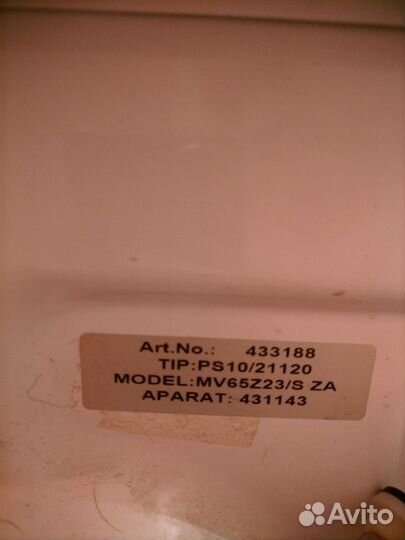 Art.No.: 433188
TIP:PS10/21120
MODEL:MV65Z23/S ZA
APARAT: 431143
Avito